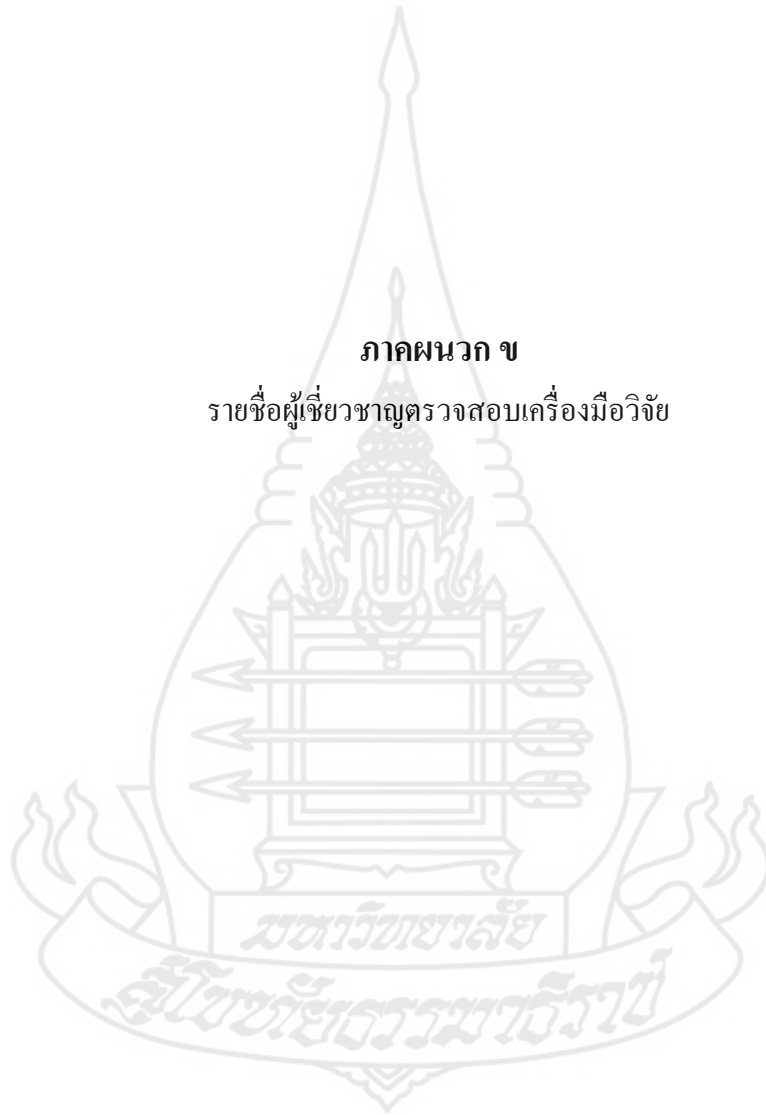 ภาคผนวก ข
รายชื่อผู้เชี่ยวชาญตรวจสอบเครื่องมือวิจัย
มหาวิทยาลัย
สุโขทัยธรรมาธิราช